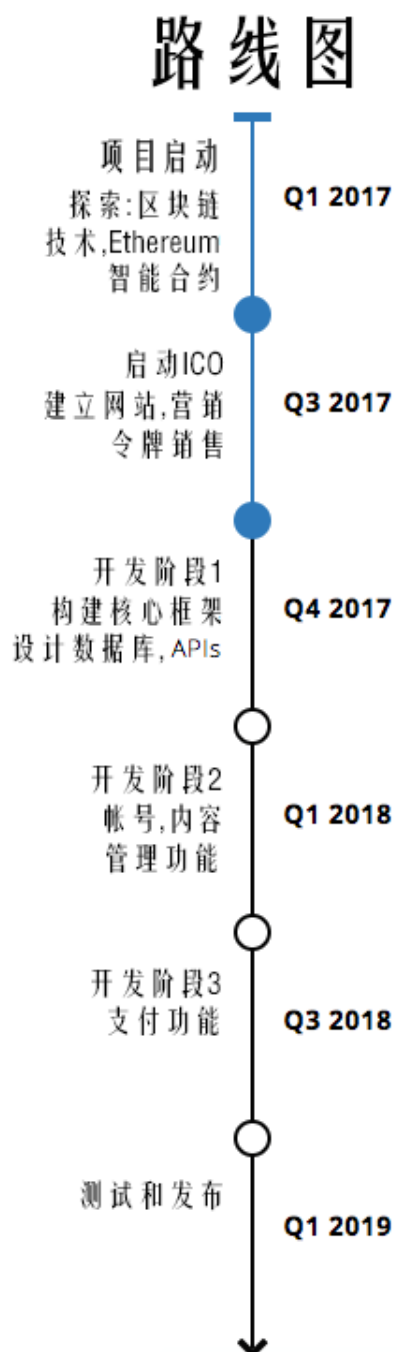 路线图
项目启动
探索:区块链
技术,Ethereum
智能合约
Q1 2017
启动ICO
建立网站,营销
令牌销售
Q3 2017
开发阶段1
构建核心框架
设计数据库,APIs
Q4 2017
开发阶段2
帐号,内容
管理功能
Q1 2018
开发阶段3
支付功能
Q3 2018
测试和发布
Q1 2019